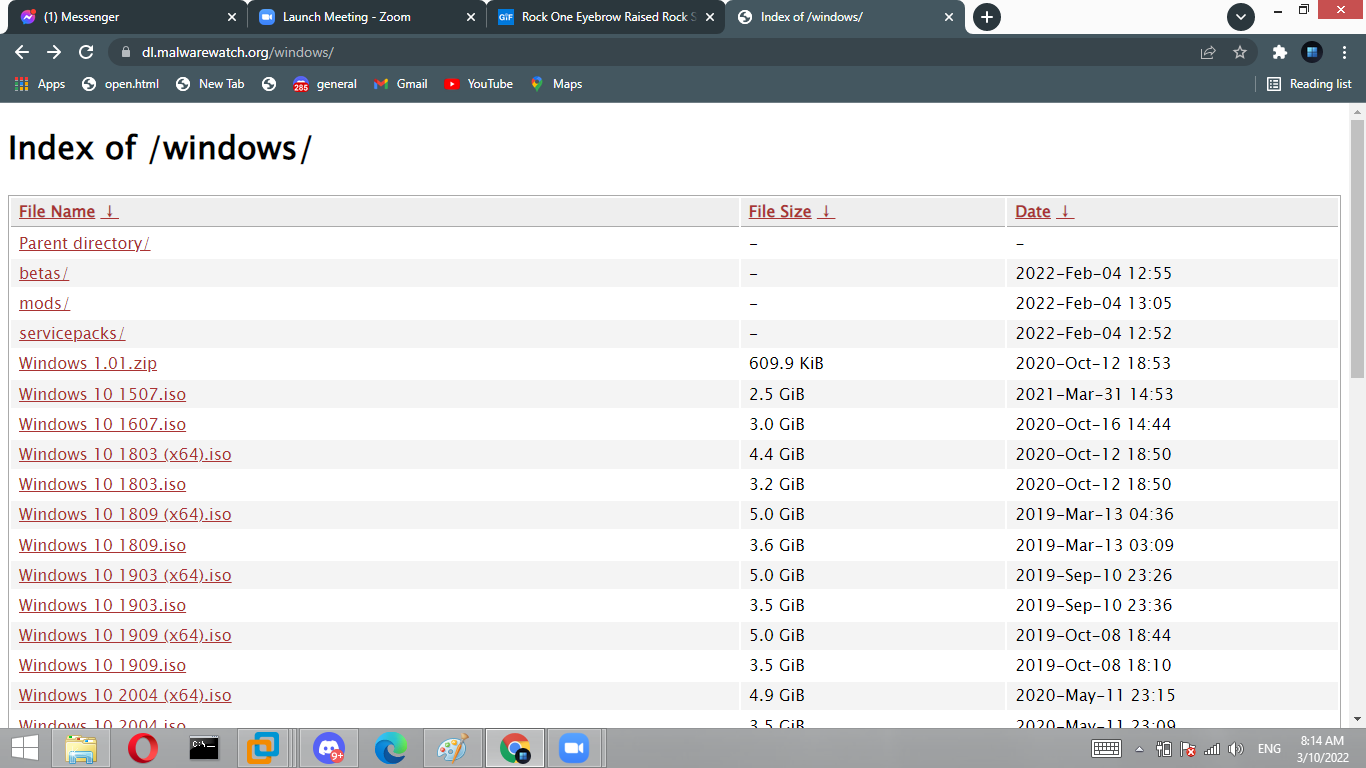 (1) Messenger
Launch Meeting - Zoom
GIF Rock One Eyebrow Raised Rock S
Index of /windows/
dl.malwarewatch.org/windows/
Apps open.html New Tab 285 general Gmail YouTube Maps Reading list
Index of /windows/
File Name ↓ File Size ↓ Date ↓
Parent directory/ - -
betas/ - 2022-Feb-04 12:55
mods/ - 2022-Feb-04 13:05
servicepacks/ - 2022-Feb-04 12:52
Windows 1.01.zip 609.9 KiB 2020-Oct-12 18:53
Windows 10 1507.iso 2.5 GiB 2021-Mar-31 14:53
Windows 10 1607.iso 3.0 GiB 2020-Oct-16 14:44
Windows 10 1803 (x64).iso 4.4 GiB 2020-Oct-12 18:50
Windows 10 1803.iso 3.2 GiB 2020-Oct-12 18:50
Windows 10 1809 (x64).iso 5.0 GiB 2019-Mar-13 04:36
Windows 10 1809.iso 3.6 GiB 2019-Mar-13 03:09
Windows 10 1903 (x64).iso 5.0 GiB 2019-Sep-10 23:26
Windows 10 1903.iso 3.5 GiB 2019-Sep-10 23:36
Windows 10 1909 (x64).iso 5.0 GiB 2019-Oct-08 18:44
Windows 10 1909.iso 3.5 GiB 2019-Oct-08 18:10
Windows 10 2004 (x64).iso 4.9 GiB 2020-May-11 23:15
Windows 10 2004.iso 3.5 GiB 2020-May-11 23:09
C:\_ 9+ ENG 8:14 AM
3/10/2022